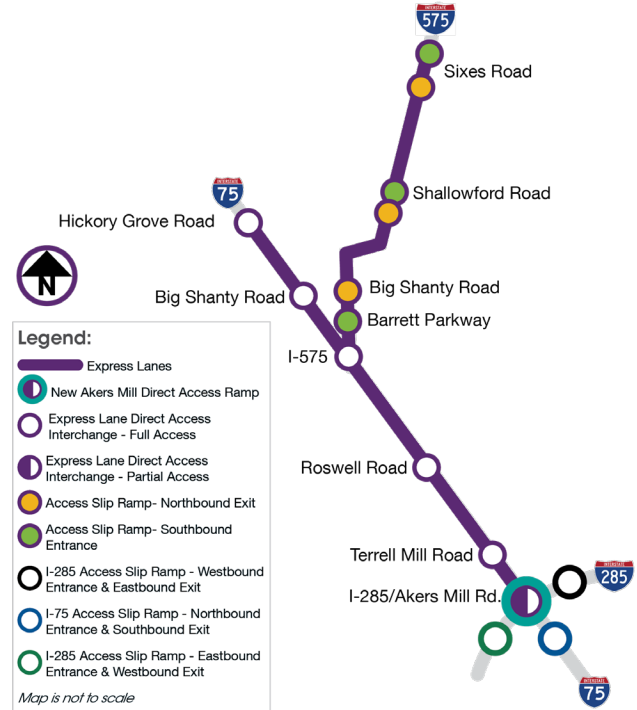 INTERSTATE
575
Sixes Road
INTERSTATE
75
Shallowford Road
Hickory Grove Road
N
Big Shanty Road
Big Shanty Road
Barrett Parkway
I-575
Roswell Road
Terrell Mill Road
I-285/Akers Mill Rd.
INTERSTATE
285
INTERSTATE
75
Legend:
Express Lanes
New Akers Mill Direct Access Ramp
Express Lane Direct Access
Interchange - Full Access
Express Lane Direct Access
Interchange - Partial Access
Access Slip Ramp- Northbound Exit
Access Slip Ramp- Southbound
Entrance
I-285 Access Slip Ramp - Westbound
Entrance & Eastbound Exit
I-75 Access Slip Ramp - Northbound
Entrance & Southbound Exit
I-285 Access Slip Ramp - Eastbound
Entrance & Westbound Exit
Map is not to scale